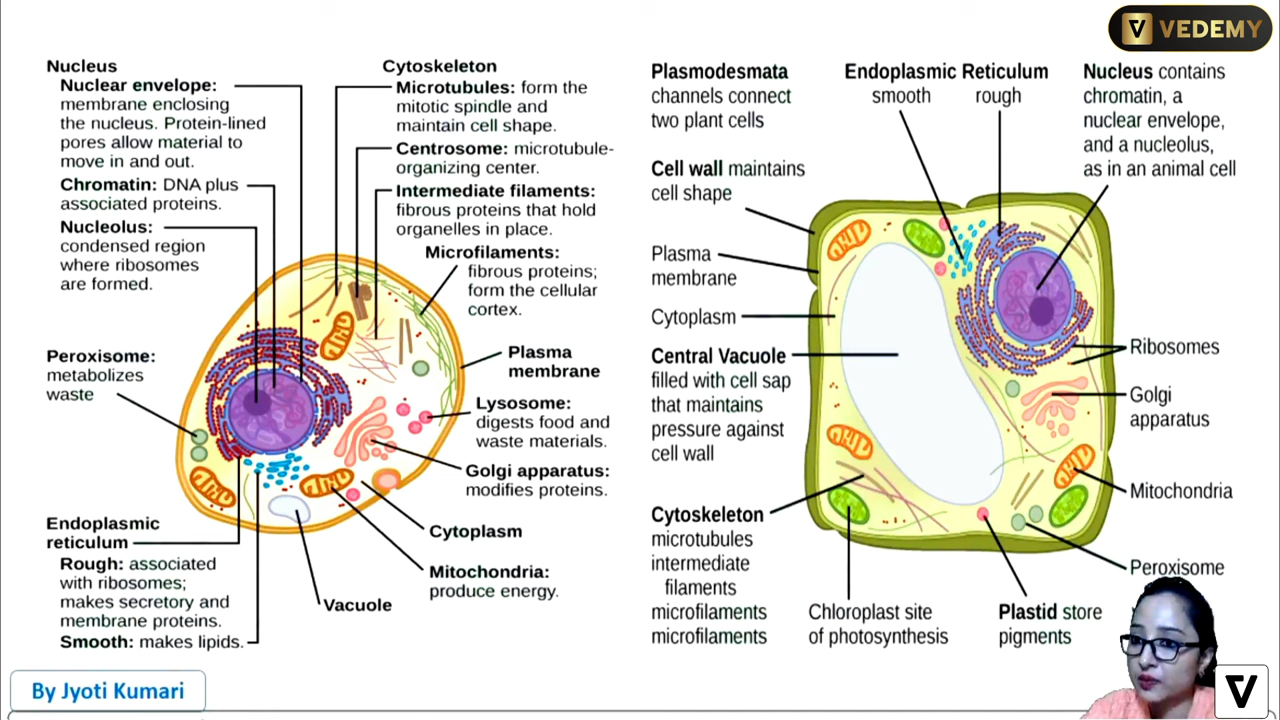 VEDEMY
Nucleus
Nuclear envelope:
membrane enclosing
the nucleus. Protein-lined
pores allow material to
move in and out.
Chromatin: DNA plus
associated proteins.
Nucleolus:
condensed region
where ribosomes
are formed.
Peroxisome:
metabolizes
waste
Endoplasmic
reticulum
Rough: associated
with ribosomes;
makes secretory and
membrane proteins.
Smooth: makes lipids.
Cytoskeleton
Microtubules: form the
mitotic spindle and
maintain cell shape.
Centrosome: microtubule-
organizing center.
Intermediate filaments:
fibrous proteins that hold
organelles in place.
Microfilaments:
fibrous proteins;
form the cellular
cortex.
Plasma
membrane
Lysosome:
digests food and
waste materials.
Golgi apparatus:
modifies proteins.
Cytoplasm
Mitochondria:
produce energy.
Vacuole
Plasmodesmata
channels connect
two plant cells
Cell wall maintains
cell shape
Plasma
membrane
Cytoplasm
Central Vacuole
filled with cell sap
that maintains
pressure against
cell wall
Cytoskeleton
microtubules
intermediate
filaments
microfilaments
microfilaments
Endoplasmic Reticulum
smooth rough
Nucleus contains
chromatin, a
nuclear envelope,
and a nucleolus,
as in an animal cell
Ribosomes
Golgi
apparatus
Mitochondria
Peroxisome
Chloroplast site
of photosynthesis
Plastid store
pigments
By Jyoti Kumari